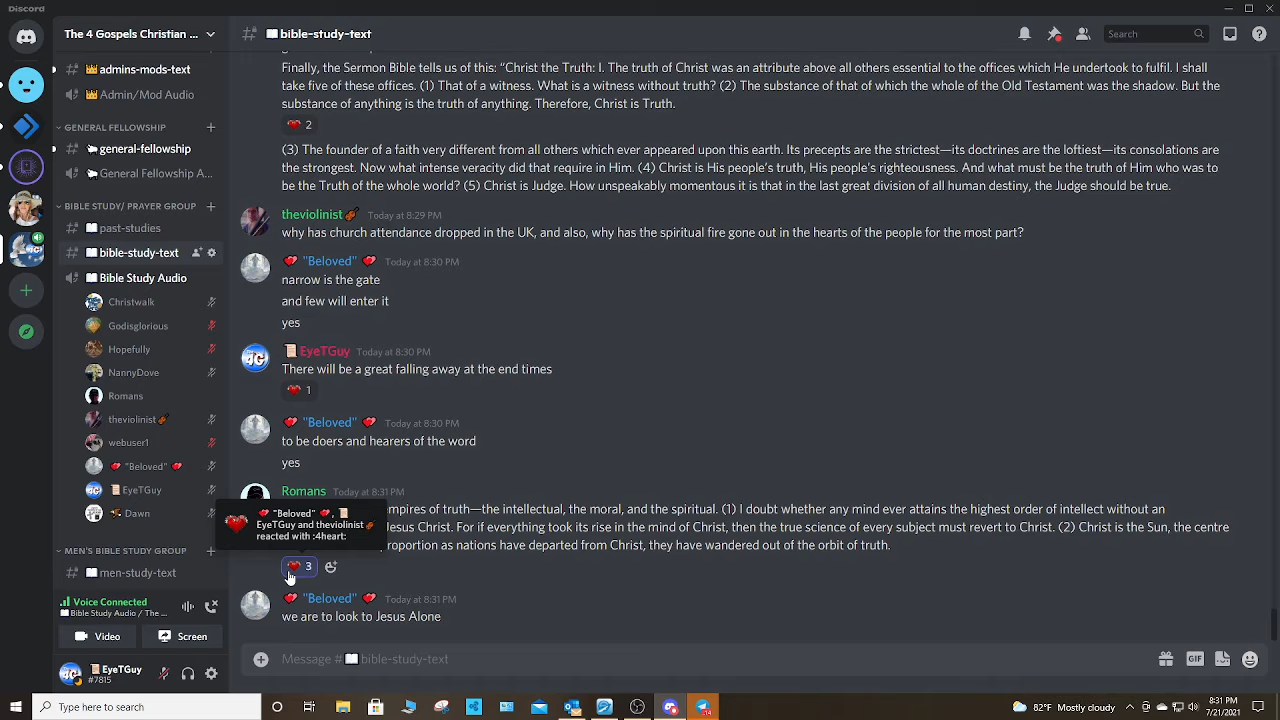 Discord
The 4 Gospels Christian ...
bible-study-text
Search
admins-mods-text
Admin/Mod Audio
GENERAL FELLOWSHIP
general-fellowship
General Fellowship A...
BIBLE STUDY/ PRAYER GROUP
past-studies
bible-study-text
Bible Study Audio
Christwalk
Godisglorious
Hopefully
NannyDove
Romans
theviolinist
webuser1
"Beloved"
EyeTGuy
Dawn
MEN'S BIBLE STUDY GROUP
men-study-text
Voice Connected
Bible Study Audio / The ...
Video
Screen
EyeTGuy
#7815
Finally, the Sermon Bible tells us of this: “Christ the Truth: I. The truth of Christ was an attribute above all others essential to the offices which He undertook to fulfil. I shall
take five of these offices. (1) That of a witness. What is a witness without truth? (2) The substance of that of which the whole of the Old Testament was the shadow. But the
substance of anything is the truth of anything. Therefore, Christ is Truth.
2
(3) The founder of a faith very different from all others which ever appeared upon this earth. Its precepts are the strictest—its doctrines are the loftiest—its consolations are
the strongest. Now what intense veracity did that require in Him. (4) Christ is His people’s truth, His people’s righteousness. And what must be the truth of Him who was to
be the Truth of the whole world? (5) Christ is Judge. How unspeakably momentous it is that in the last great division of all human destiny, the Judge should be true.
theviolinist Today at 8:29 PM
why has church attendance dropped in the UK, and also, why has the spiritual fire gone out in the hearts of the people for the most part?
"Beloved" Today at 8:30 PM
narrow is the gate
and few will enter it
yes
4G
EyeTGuy Today at 8:30 PM
There will be a great falling away at the end times
1
"Beloved" Today at 8:30 PM
to be doers and hearers of the word
yes
Romans Today at 8:31 PM
mpires of truth—the intellectual, the moral, and the spiritual. (1) I doubt whether any mind ever attains the highest order of intellect without an
Jesus Christ. For if everything took its rise in the mind of Christ, then the true science of every subject must revert to Christ. (2) Christ is the Sun, the centre
roportion as nations have departed from Christ, they have wandered out of the orbit of truth.
"Beloved" ,
EyeTGuy and theviolinist
reacted with :4heart:
3
"Beloved" Today at 8:31 PM
we are to look to Jesus Alone
Message # bible-study-text
GIF
Type here to search
14
82°F Mostly cloudy
8:31 PM
7/21/2021